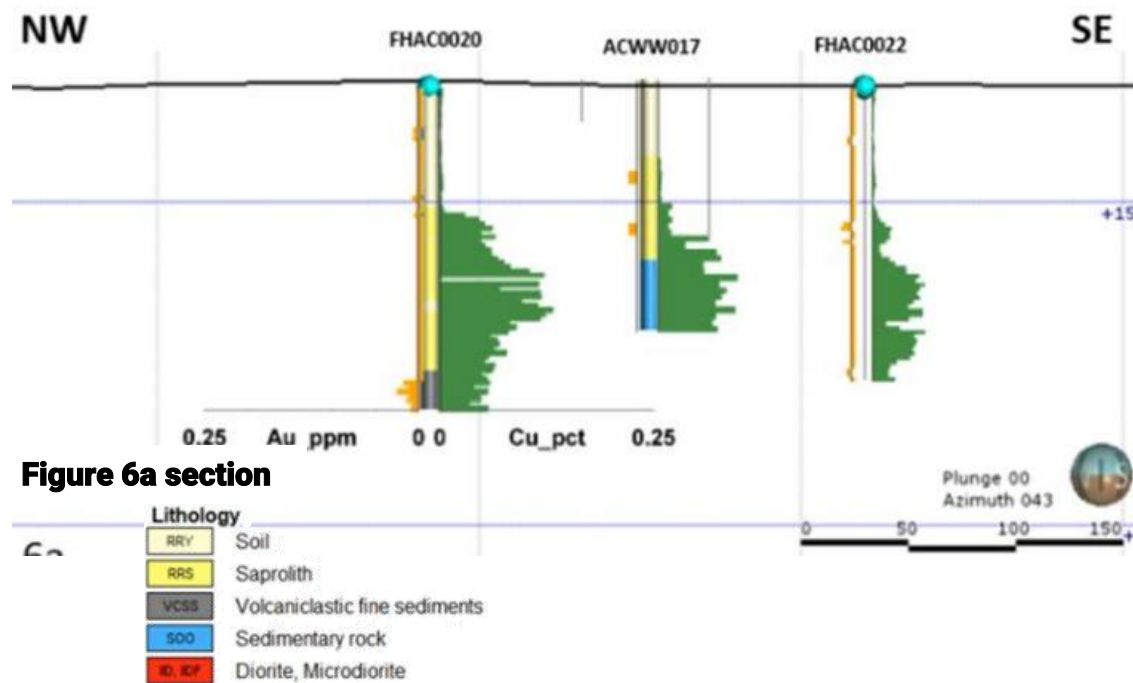 NW
FHAC0020
ACWW017
FHAC0022
SE
+15
0.25 Au_ppm 0 0 Cu_pct 0.25
Figure 6a section
Plunge 00
Azimuth 043
0 50 100 150
Lithology
RRY Soil
RRS Saprolith
VCSS Volcaniclastic fine sediments
SOO Sedimentary rock
ID, IDF Diorite, Microdiorite